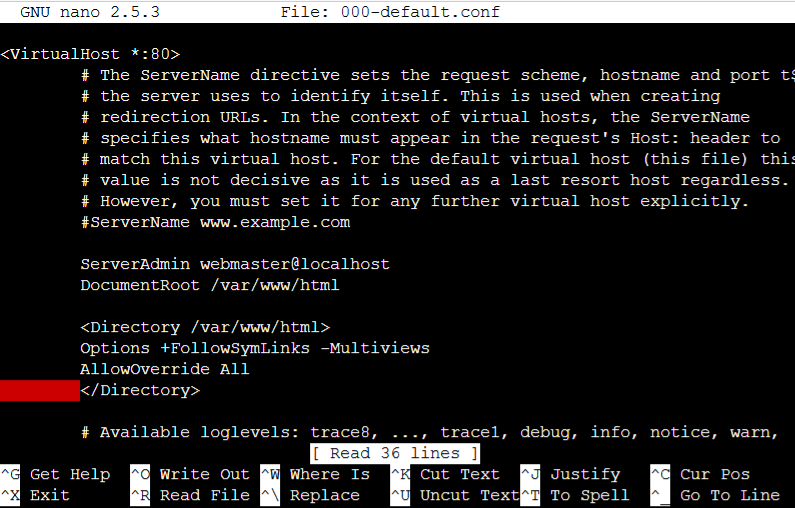 GNU nano 2.5.3 File: 000-default.conf
<VirtualHost *:80>
# The ServerName directive sets the request scheme, hostname and port t$
# the server uses to identify itself. This is used when creating
# redirection URLs. In the context of virtual hosts, the ServerName
# specifies what hostname must appear in the request's Host: header to
# match this virtual host. For the default virtual host (this file) this
# value is not decisive as it is used as a last resort host regardless.
# However, you must set it for any further virtual host explicitly.
#ServerName www.example.com
ServerAdmin webmaster@localhost
DocumentRoot /var/www/html
<Directory /var/www/html>
Options +FollowSymLinks -Multiviews
AllowOverride All
</Directory>
# Available loglevels: trace8, ..., trace1, debug, info, notice, warn,
[ Read 36 lines ]
^G Get Help ^O Write Out ^W Where Is ^K Cut Text ^J Justify ^C Cur Pos
^X Exit ^R Read File ^\ Replace ^U Uncut Text ^T To Spell ^_ Go To Line